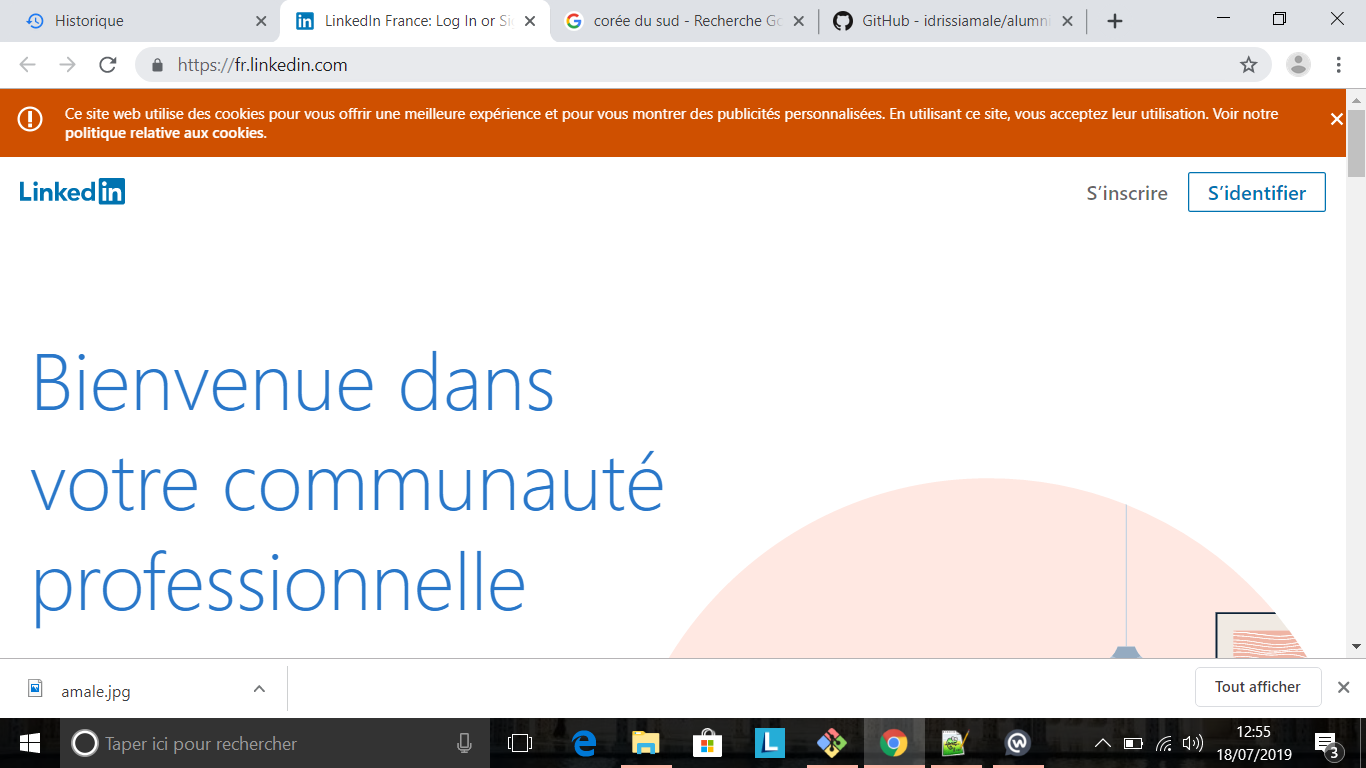 Historique
LinkedIn France: Log In or Si
corée du sud - Recherche Go
GitHub - idrissiamale/alumni
https://fr.linkedin.com
Ce site web utilise des cookies pour vous offrir une meilleure expérience et pour vous montrer des publicités personnalisées. En utilisant ce site, vous acceptez leur utilisation. Voir notre
politique relative aux cookies.
Linkedin
S’inscrire
S’identifier
Bienvenue dans
votre communauté
professionnelle
amale.jpg
Tout afficher
Taper ici pour rechercher
12:55
18/07/2019
3